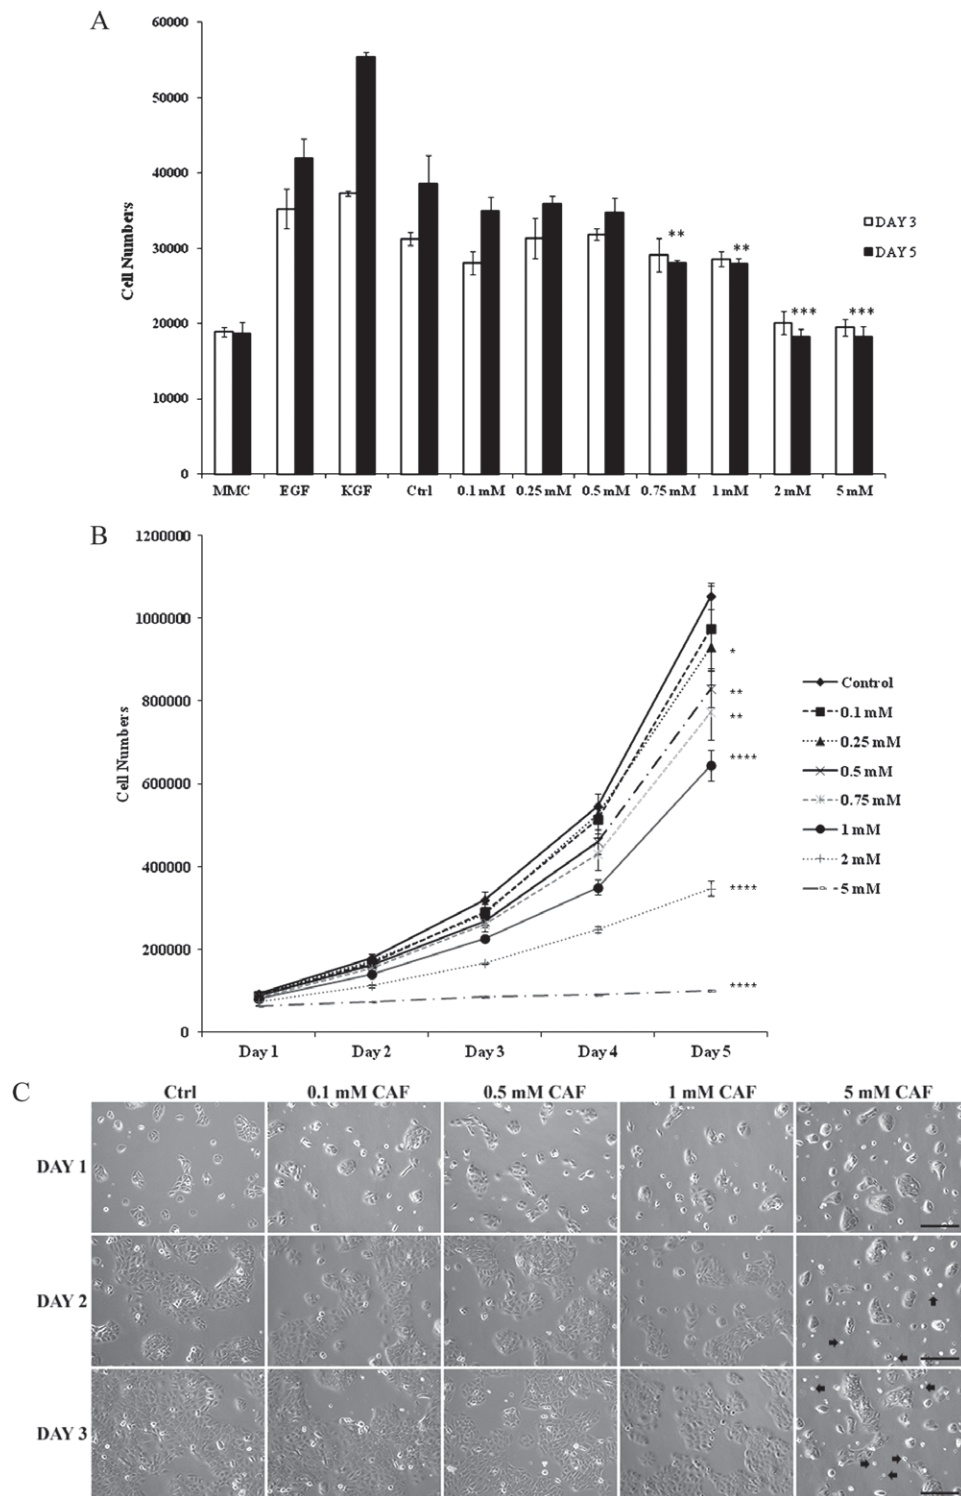 A
60000
50000
40000
30000
20000
10000
0
Cell Numbers
** ** *** ***
DAY 3
DAY 5
MMC EGF KGF Ctrl 0.1 mM 0.25 mM 0.5 mM 0.75 mM 1 mM 2 mM 5 mM
B
1200000
1000000
800000
600000
400000
200000
0
Cell Numbers
*
**
**
****
****
****
Control
0.1 mM
0.25 mM
0.5 mM
0.75 mM
1 mM
2 mM
5 mM
Day 1 Day 2 Day 3 Day 4 Day 5
C
Ctrl 0.1 mM CAF 0.5 mM CAF 1 mM CAF 5 mM CAF
DAY 1
DAY 2
DAY 3